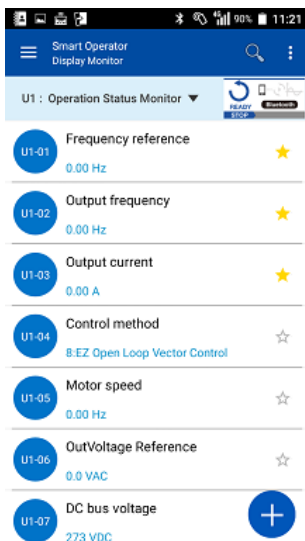 90% 11:21
Smart Operator
Display Monitor
U1 : Operation Status Monitor ▼
READY
STOP
Bluetooth
U1-01
Frequency reference
0.00 Hz
U1-02
Output frequency
0.00 Hz
U1-03
Output current
0.00 A
U1-04
Control method
8:EZ Open Loop Vector Control
U1-05
Motor speed
0.00 Hz
U1-06
OutVoltage Reference
0.0 VAC
U1-07
DC bus voltage
273 VDC